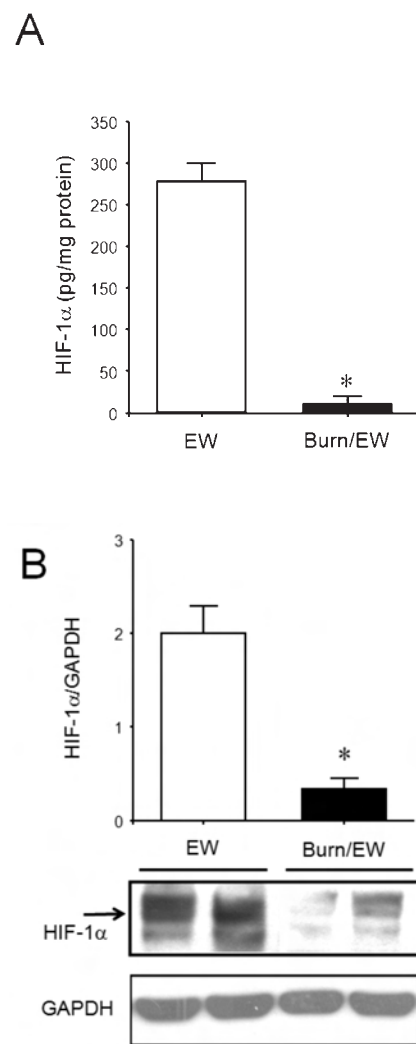 A
HIF-1α (pg/mg protein)
350
300
250
200
150
100
50
0
*
EW Burn/EW
B
HIF-1α/GAPDH
3
2
1
0
*
EW Burn/EW
HIF-1α
GAPDH